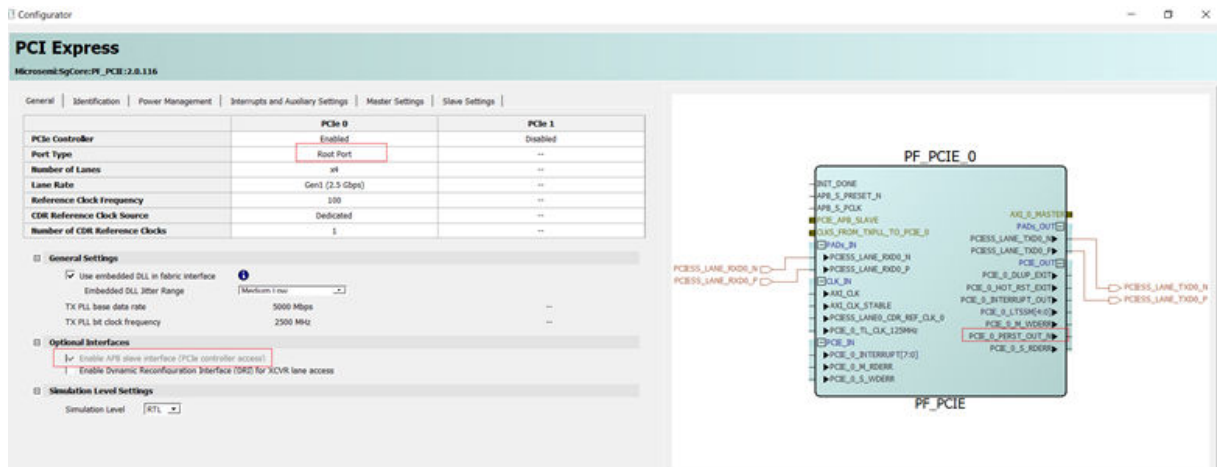 Configurator
PCI Express
Microsemi:SgCore:PF_PCIE:2.0.116
General | Identification | Power Management | Interrupts and Auxiliary Settings | Master Settings | Slave Settings
PCIe 0 PCIe 1
PCIe Controller Enabled Disabled
Port Type Root Port --
Number of Lanes x4 --
Lane Rate Gen1 (2.5 Gbps) --
Reference Clock Frequency 100 --
CDR Reference Clock Source Dedicated --
Number of CDR Reference Clocks 1 --
General Settings
Use embedded DLL in fabric interface
Embedded DLL Jitter Range Medium Low
TX PLL base data rate 5000 Mbps --
TX PLL bit clock frequency 2500 MHz --
Optional Interfaces
Enable APB slave interface (PCIe controller access)
Enable Dynamic Reconfiguration Interface (DRI) for XCVR lane access
Simulation Level Settings
Simulation Level RTL
PF_PCIE_0
INIT_DONE
APB_S_PRESET_N
APB_S_PCLK
PCIE_APB_SLAVE
CLKS_FROM_TXPLL_TO_PCIE_0
PADs_IN
PCIESS_LANE_RXD0_N
PCIESS_LANE_RXD0_P
CLK_IN
AXI_CLK
AXI_CLK_STABLE
PCIESS_LANE0_CDR_REF_CLK_0
PCIE_0_TL_CLK_125MHz
PCIE_IN
PCIE_0_INTERRUPT[7:0]
PCIE_0_M_RDERR
PCIE_0_S_WDERR
AXI_0_MASTER
PADs_OUT
PCIESS_LANE_TXD0_N
PCIESS_LANE_TXD0_P
PCIE_OUT
PCIE_0_DLUP_EXIT
PCIE_0_HOT_RST_EXIT
PCIE_0_INTERRUPT_OUT
PCIE_0_LTSSM[4:0]
PCIE_0_M_WDERR
PCIE_0_PERST_OUT_N
PCIE_0_S_RDERR
PCIESS_LANE_RXD0_N
PCIESS_LANE_RXD0_P
PCIESS_LANE_TXD0_N
PCIESS_LANE_TXD0_P
PF_PCIE